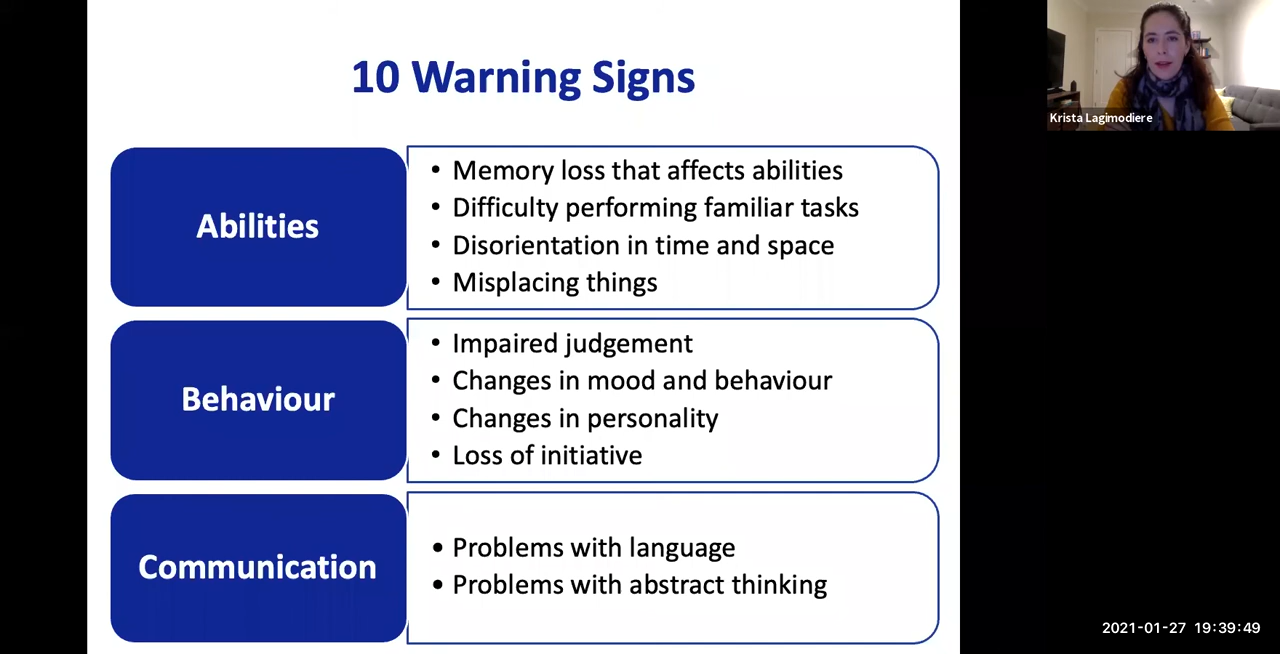 10 Warning Signs
Krista Lagimodiere
Abilities
• Memory loss that affects abilities
• Difficulty performing familiar tasks
• Disorientation in time and space
• Misplacing things
Behaviour
• Impaired judgement
• Changes in mood and behaviour
• Changes in personality
• Loss of initiative
Communication
• Problems with language
• Problems with abstract thinking
2021-01-27 19:39:49